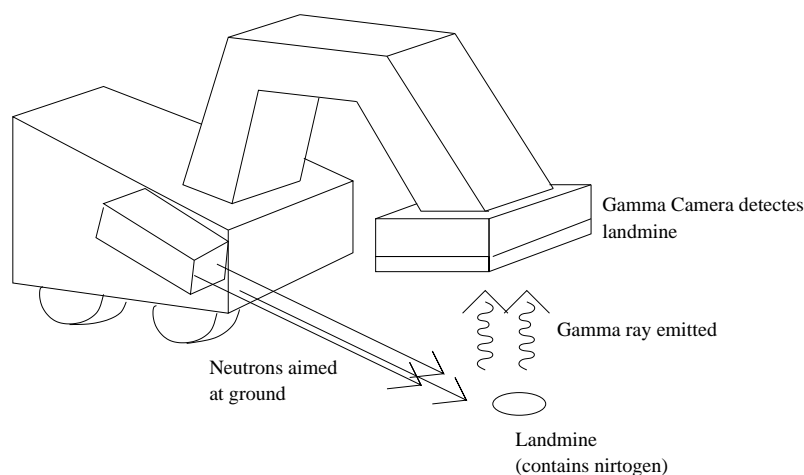 Gamma Camera detectes
landmine
Gamma ray emitted
Neutrons aimed
at ground
Landmine
(contains nirtogen)